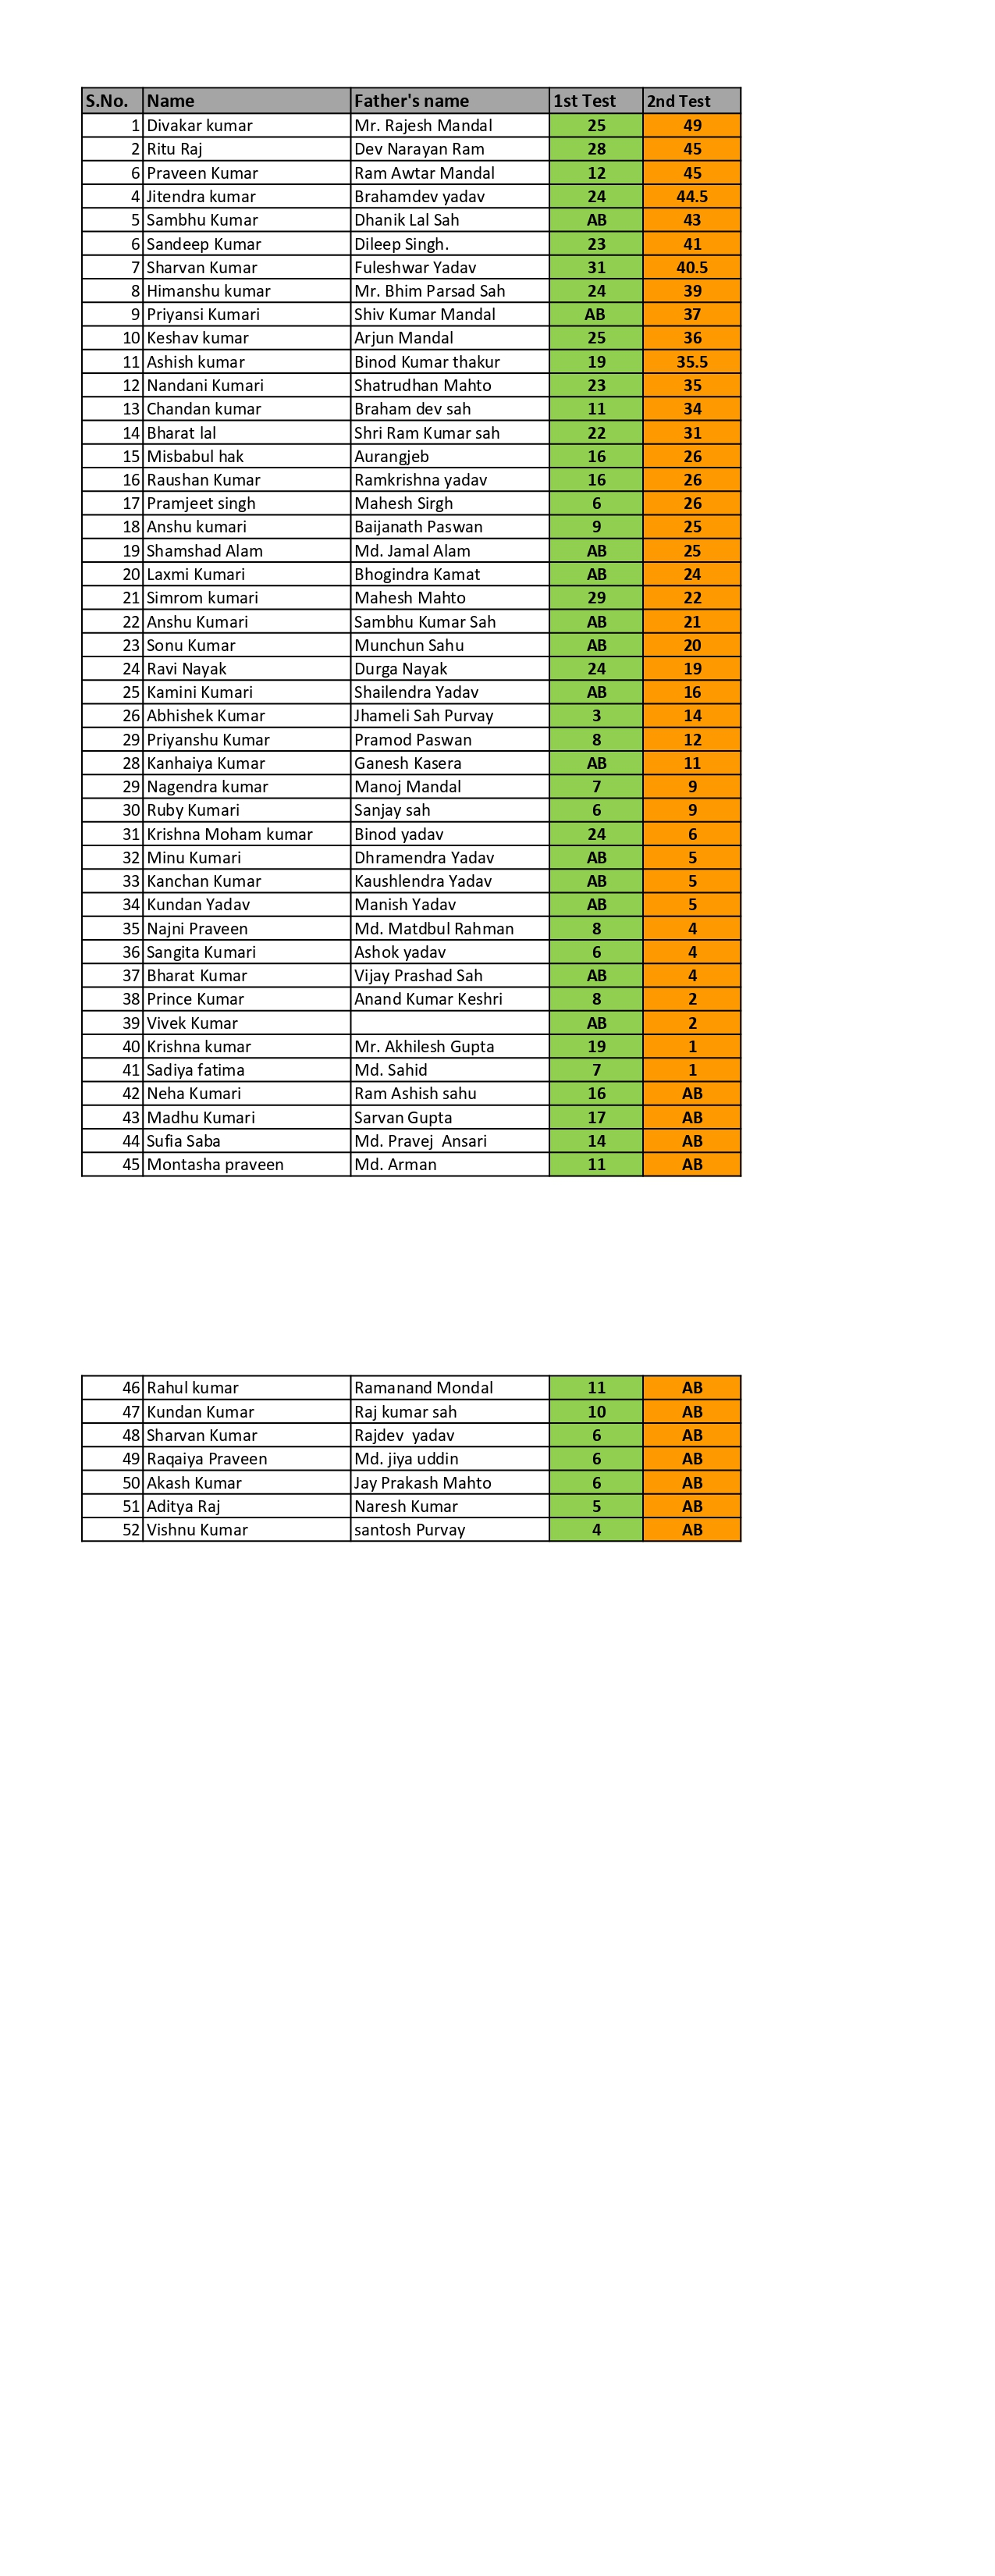 S.No. Name Father's name 1st Test 2nd Test
1 Divakar kumar Mr. Rajesh Mandal 25 49
2 Ritu Raj Dev Narayan Ram 28 45
6 Praveen Kumar Ram Awtar Mandal 12 45
4 Jitendra kumar Brahamdev yadav 24 44.5
5 Sambhu Kumar Dhanik Lal Sah AB 43
6 Sandeep Kumar Dileep Singh. 23 41
7 Sharvan Kumar Fuleshwar Yadav 31 40.5
8 Himanshu kumar Mr. Bhim Parsad Sah 24 39
9 Priyansi Kumari Shiv Kumar Mandal AB 37
10 Keshav kumar Arjun Mandal 25 36
11 Ashish kumar Binod Kumar thakur 19 35.5
12 Nandani Kumari Shatrudhan Mahto 23 35
13 Chandan kumar Braham dev sah 11 34
14 Bharat lal Shri Ram Kumar sah 22 31
15 Misbabul hak Aurangjeb 16 26
16 Raushan Kumar Ramkrishna yadav 16 26
17 Pramjeet singh Mahesh Sirgh 6 26
18 Anshu kumari Baijanath Paswan 9 25
19 Shamshad Alam Md. Jamal Alam AB 25
20 Laxmi Kumari Bhogindra Kamat AB 24
21 Simrom kumari Mahesh Mahto 29 22
22 Anshu Kumari Sambhu Kumar Sah AB 21
23 Sonu Kumar Munchun Sahu AB 20
24 Ravi Nayak Durga Nayak 24 19
25 Kamini Kumari Shailendra Yadav AB 16
26 Abhishek Kumar Jhameli Sah Purvay 3 14
29 Priyanshu Kumar Pramod Paswan 8 12
28 Kanhaiya Kumar Ganesh Kasera AB 11
29 Nagendra kumar Manoj Mandal 7 9
30 Ruby Kumari Sanjay sah 6 9
31 Krishna Moham kumar Binod yadav 24 6
32 Minu Kumari Dhramendra Yadav AB 5
33 Kanchan Kumar Kaushlendra Yadav AB 5
34 Kundan Yadav Manish Yadav AB 5
35 Najni Praveen Md. Matdbul Rahman 8 4
36 Sangita Kumari Ashok yadav 6 4
37 Bharat Kumar Vijay Prashad Sah AB 4
38 Prince Kumar Anand Kumar Keshri 8 2
39 Vivek Kumar AB 2
40 Krishna kumar Mr. Akhilesh Gupta 19 1
41 Sadiya fatima Md. Sahid 7 1
42 Neha Kumari Ram Ashish sahu 16 AB
43 Madhu Kumari Sarvan Gupta 17 AB
44 Sufia Saba Md. Pravej Ansari 14 AB
45 Montasha praveen Md. Arman 11 AB
46 Rahul kumar Ramanand Mondal 11 AB
47 Kundan Kumar Raj kumar sah 10 AB
48 Sharvan Kumar Rajdev yadav 6 AB
49 Raqaiya Praveen Md. jiya uddin 6 AB
50 Akash Kumar Jay Prakash Mahto 6 AB
51 Aditya Raj Naresh Kumar 5 AB
52 Vishnu Kumar santosh Purvay 4 AB